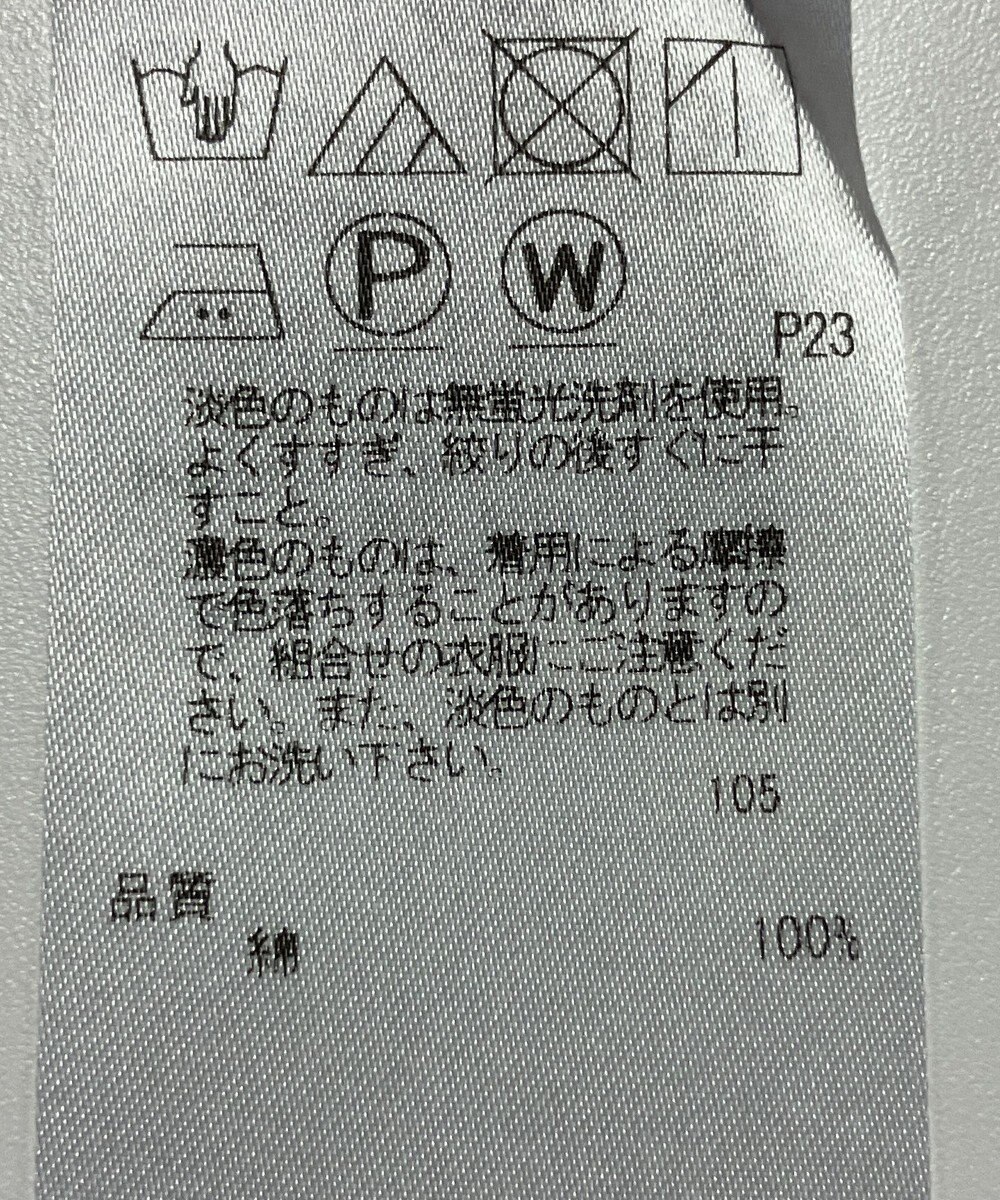 P W
P23
淡色のものは無蛍光洗剤を使用。
よくすすぎ、絞りの後すぐに干
すこと。
濃色のものは、着用による摩擦
で色落ちすることがありますの
で、組合せの衣服にご注意くだ
さい。また、淡色のものとは別
にお洗い下さい。
105
品質
綿 100%